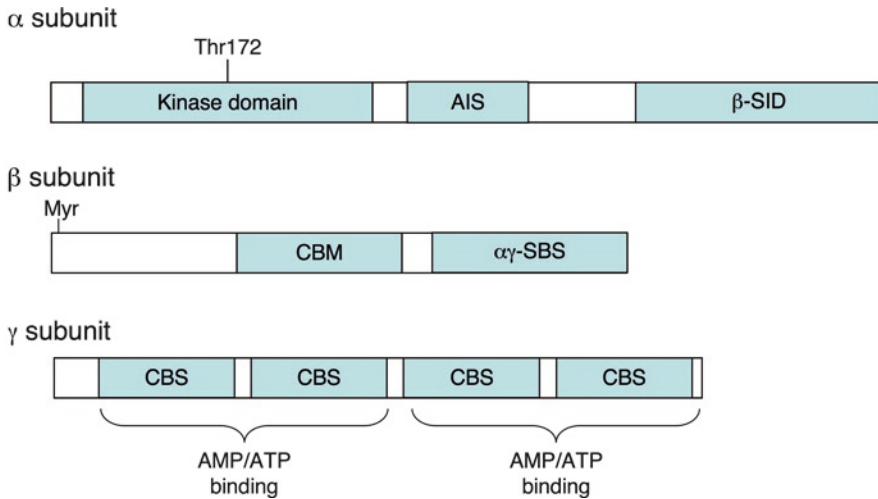 α subunit
Thr172
Kinase domain AIS β-SID
β subunit
Myr
CBM αγ-SBS
γ subunit
CBS CBS CBS CBS
AMP/ATP AMP/ATP
binding binding